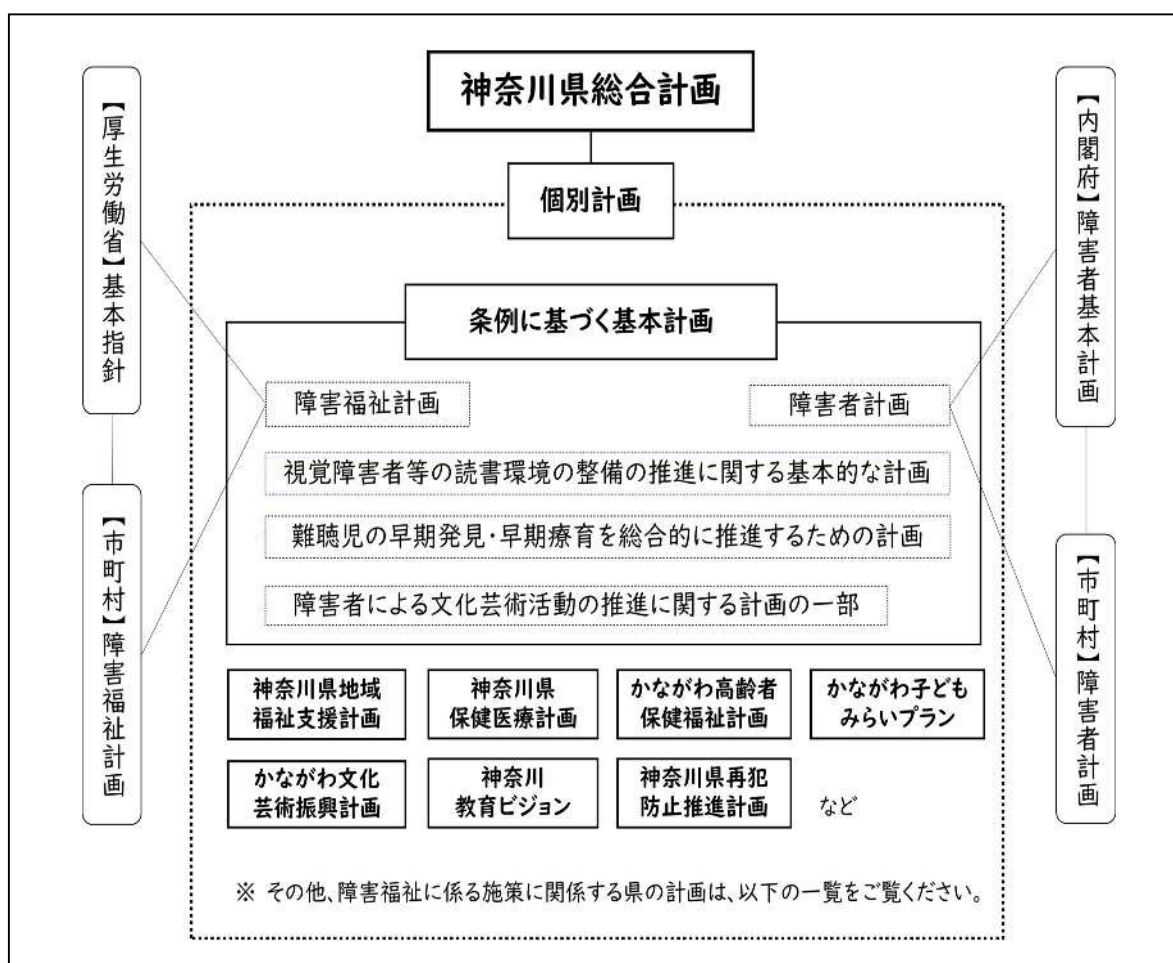 神奈川県総合計画
個別計画
【厚生労働省】基本指針
【市町村】障害福祉計画
【内閣府】障害者基本計画
【市町村】障害者計画
条例に基づく基本計画
障害福祉計画
障害者計画
視覚障害者等の読書環境の整備の推進に関する基本的な計画
難聴児の早期発見・早期療育を総合的に推進するための計画
障害者による文化芸術活動の推進に関する計画の一部
神奈川県地域
福祉支援計画
神奈川県
保健医療計画
かながわ高齢者
保健福祉計画
かながわ子ども
みらいプラン
かながわ文化
芸術振興計画
神奈川
教育ビジョン
神奈川県再犯
防止推進計画
など
※ その他、障害福祉に係る施策に関係する県の計画は、以下の一覧をご覧ください。